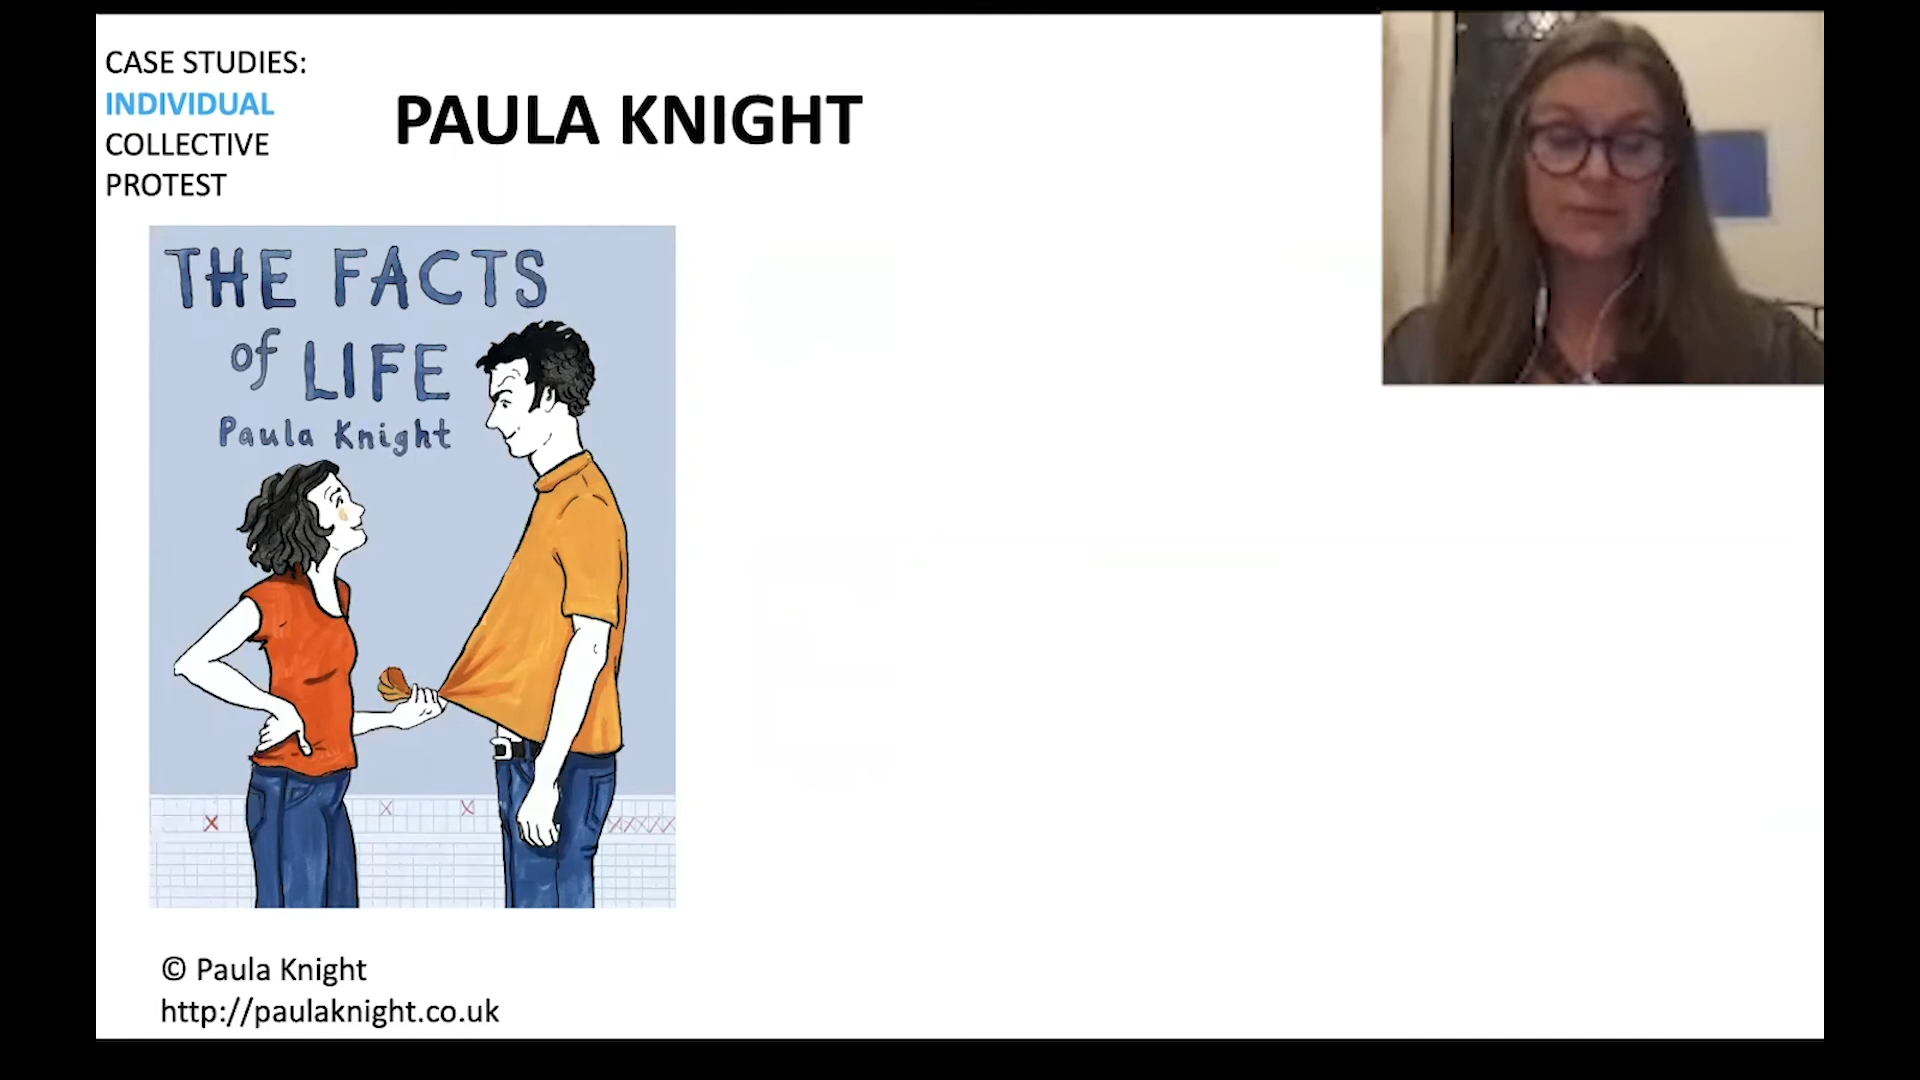 CASE STUDIES:
INDIVIDUAL
COLLECTIVE
PROTEST
PAULA KNIGHT
THE FACTS
of LIFE
Paula Knight
© Paula Knight
http://paulaknight.co.uk